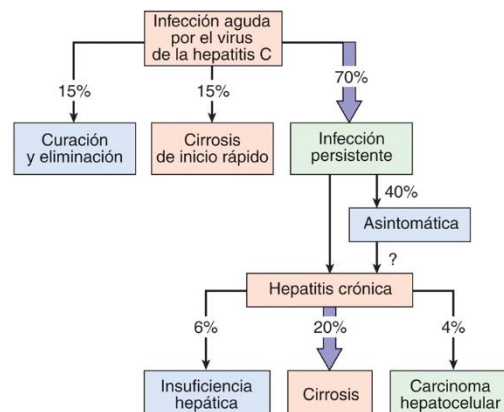 Infección aguda
por el virus
de la hepatitis C
15%
15%
70%
Curación
y eliminación
Cirrosis
de inicio rápido
Infección
persistente
40%
Asintomática
?
Hepatitis crónica
6%
20%
4%
Insuficiencia
hepática
Cirrosis
Carcinoma
hepatocelular